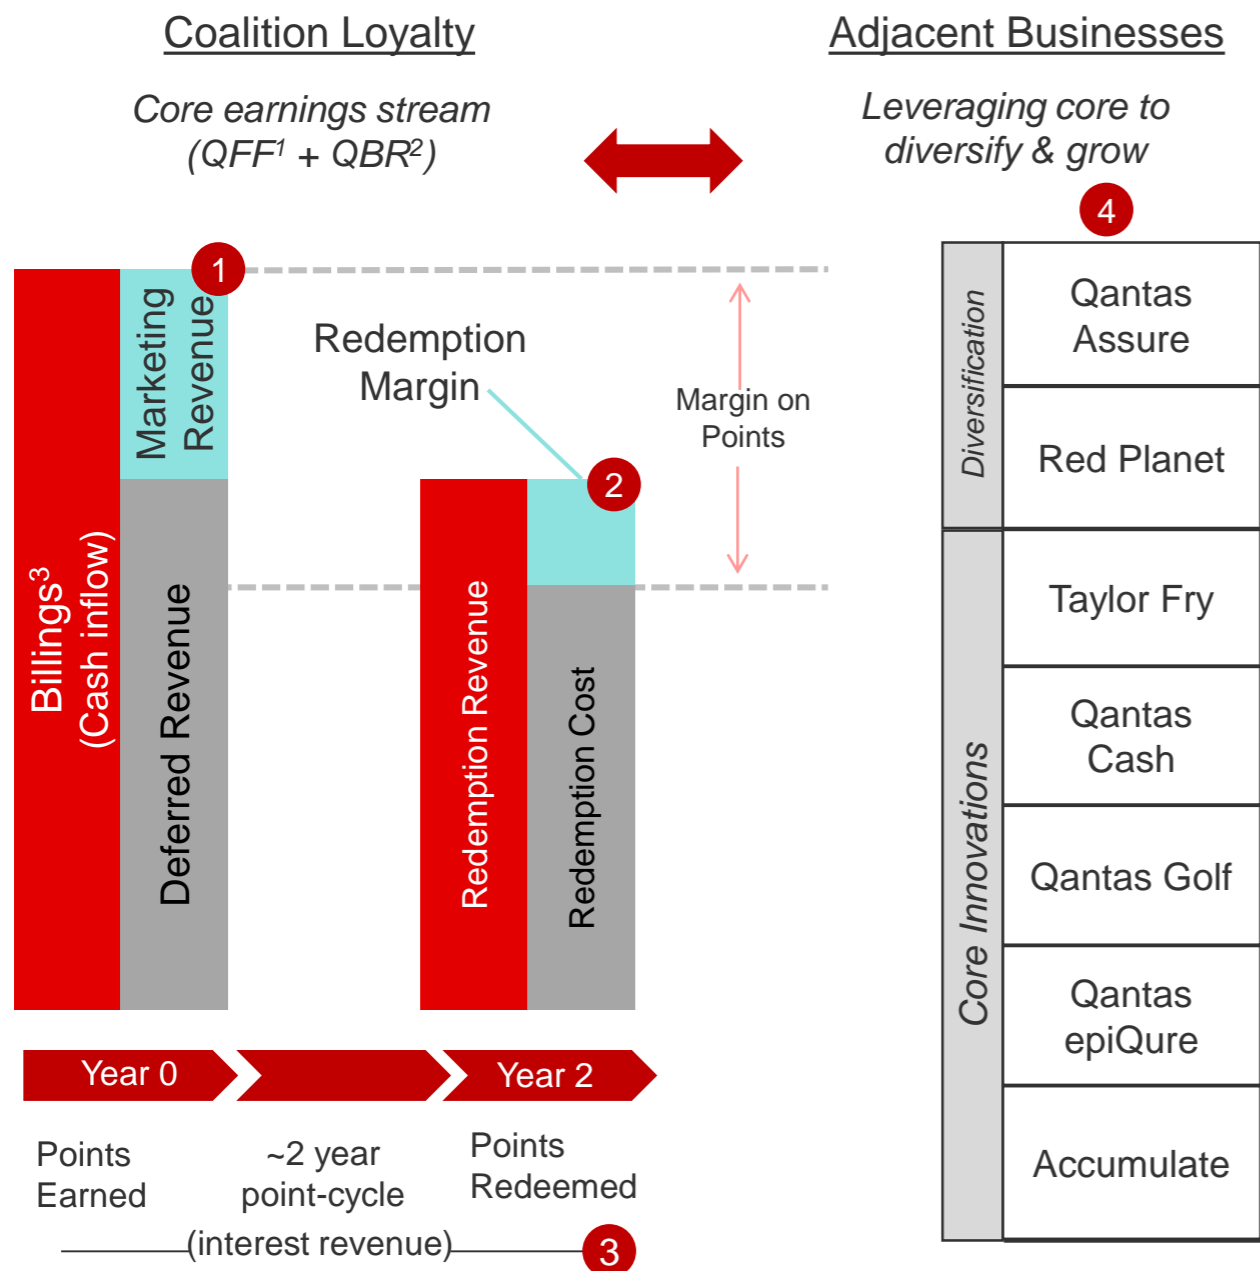 Coalition Loyalty
Core earnings stream
(QFF¹ + QBR²)
Adjacent Businesses
Leveraging core to
diversify & grow
4
1
Billings³
(Cash inflow)
Marketing
Revenue
Deferred Revenue
Redemption
Margin
2
Redemption Revenue
Redemption Cost
Margin on
Points
Year 0
Year 2
Points
Earned
~2 year
point-cycle
(interest revenue)
Points
Redeemed
3
Diversification
Qantas
Assure
Red Planet
Core Innovations
Taylor Fry
Qantas
Cash
Qantas Golf
Qantas
epiQure
Accumulate